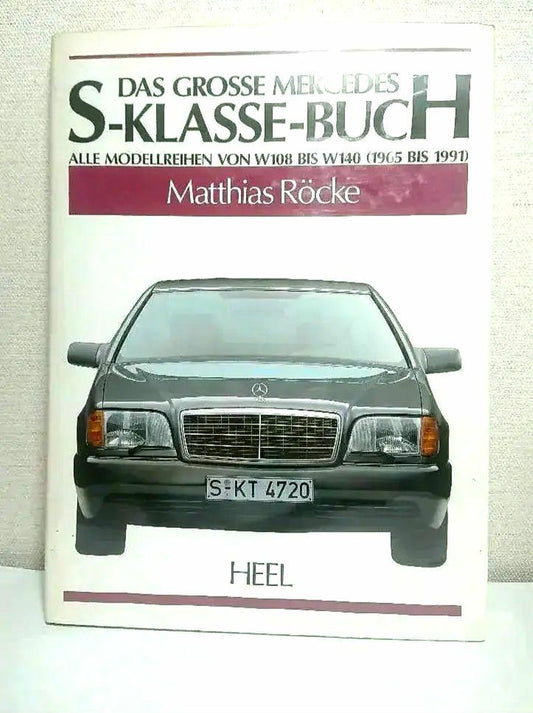 DAS GROSSE MERCEDES
S-KLASSE-BUCH
ALLE MODELLREIHEN VON W108 BIS W140 (1965 BIS 1991)
Matthias Röcke
S-KT 4720
HEEL